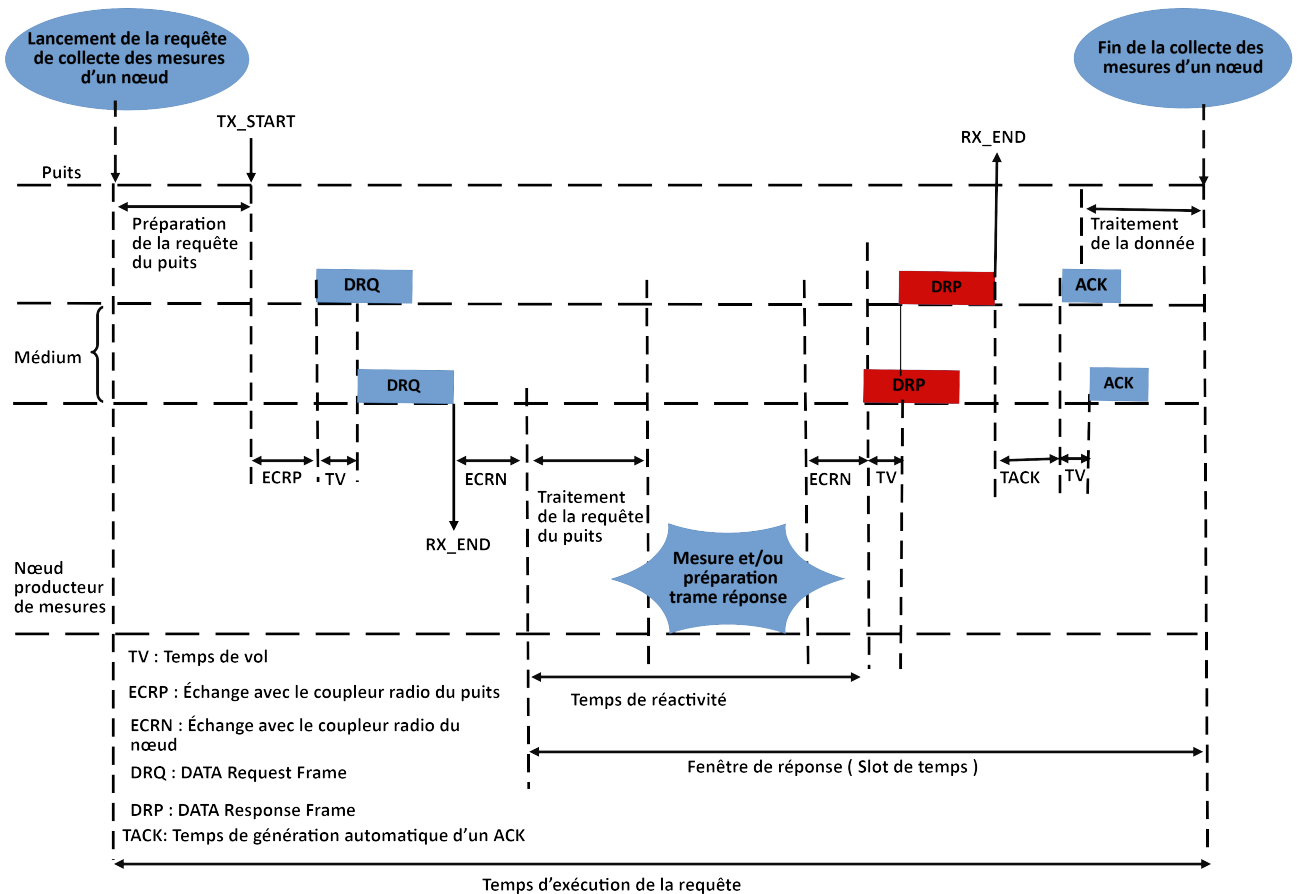 Lancement de la requête
de collecte des mesures
d'un nœud
Fin de la collecte des
mesures d'un nœud
TX_START
RX_END
Puits
Préparation
de la requête
du puits
Traitement
de la donnée
DRQ
DRP
ACK
Médium
DRQ
DRP
ACK
ECRP
TV
ECRN
ECRN
TV
TACK
TV
Traitement
de la requête
du puits
RX_END
Nœud
producteur
de mesures
Mesure et/ou
préparation
trame réponse
TV : Temps de vol
ECRP : Échange avec le coupleur radio du puits
Temps de réactivité
ECRN : Échange avec le coupleur radio du
nœud
DRQ : DATA Request Frame
Fenêtre de réponse ( Slot de temps )
DRP : DATA Response Frame
TACK: Temps de génération automatique d'un ACK
Temps d'exécution de la requête